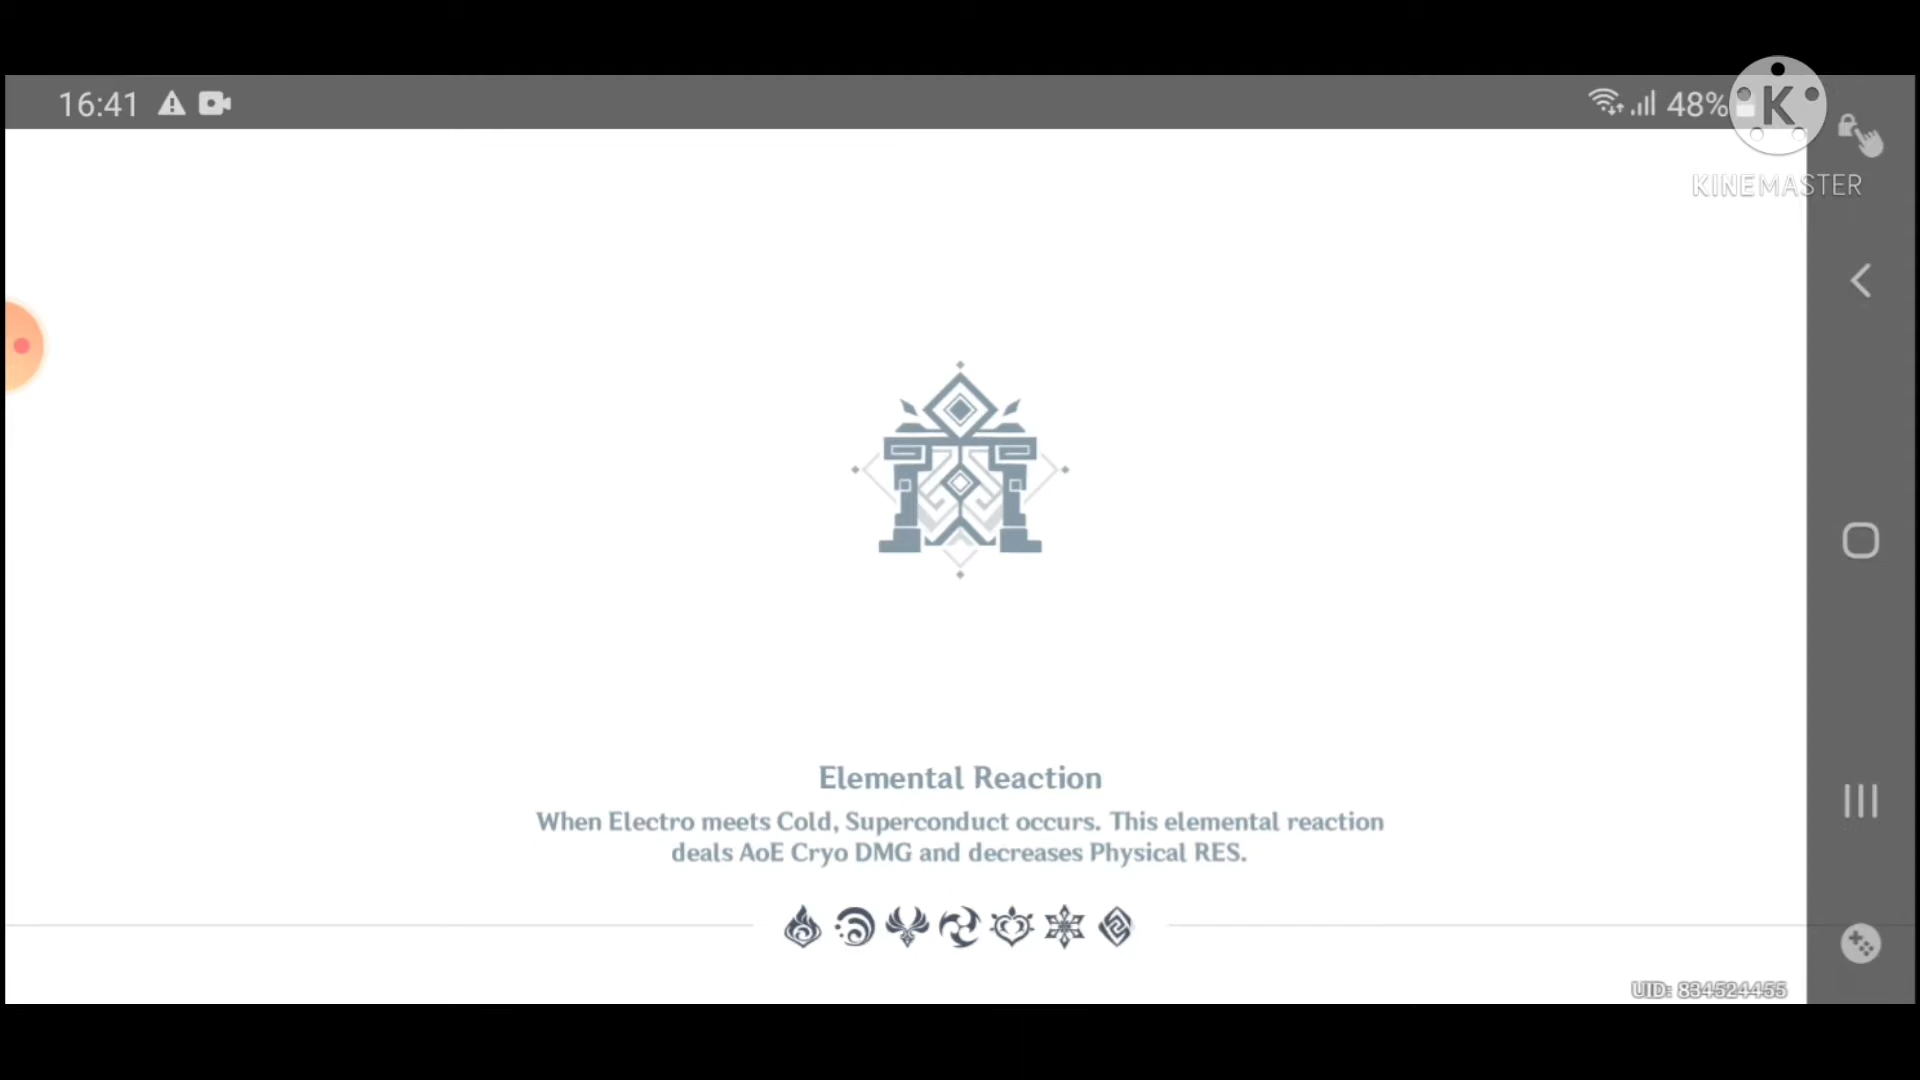 16:41
48%
K
KINEMASTER
Elemental Reaction
When Electro meets Cold, Superconduct occurs. This elemental reaction
deals AoE Cryo DMG and decreases Physical RES.
UID: 834524455